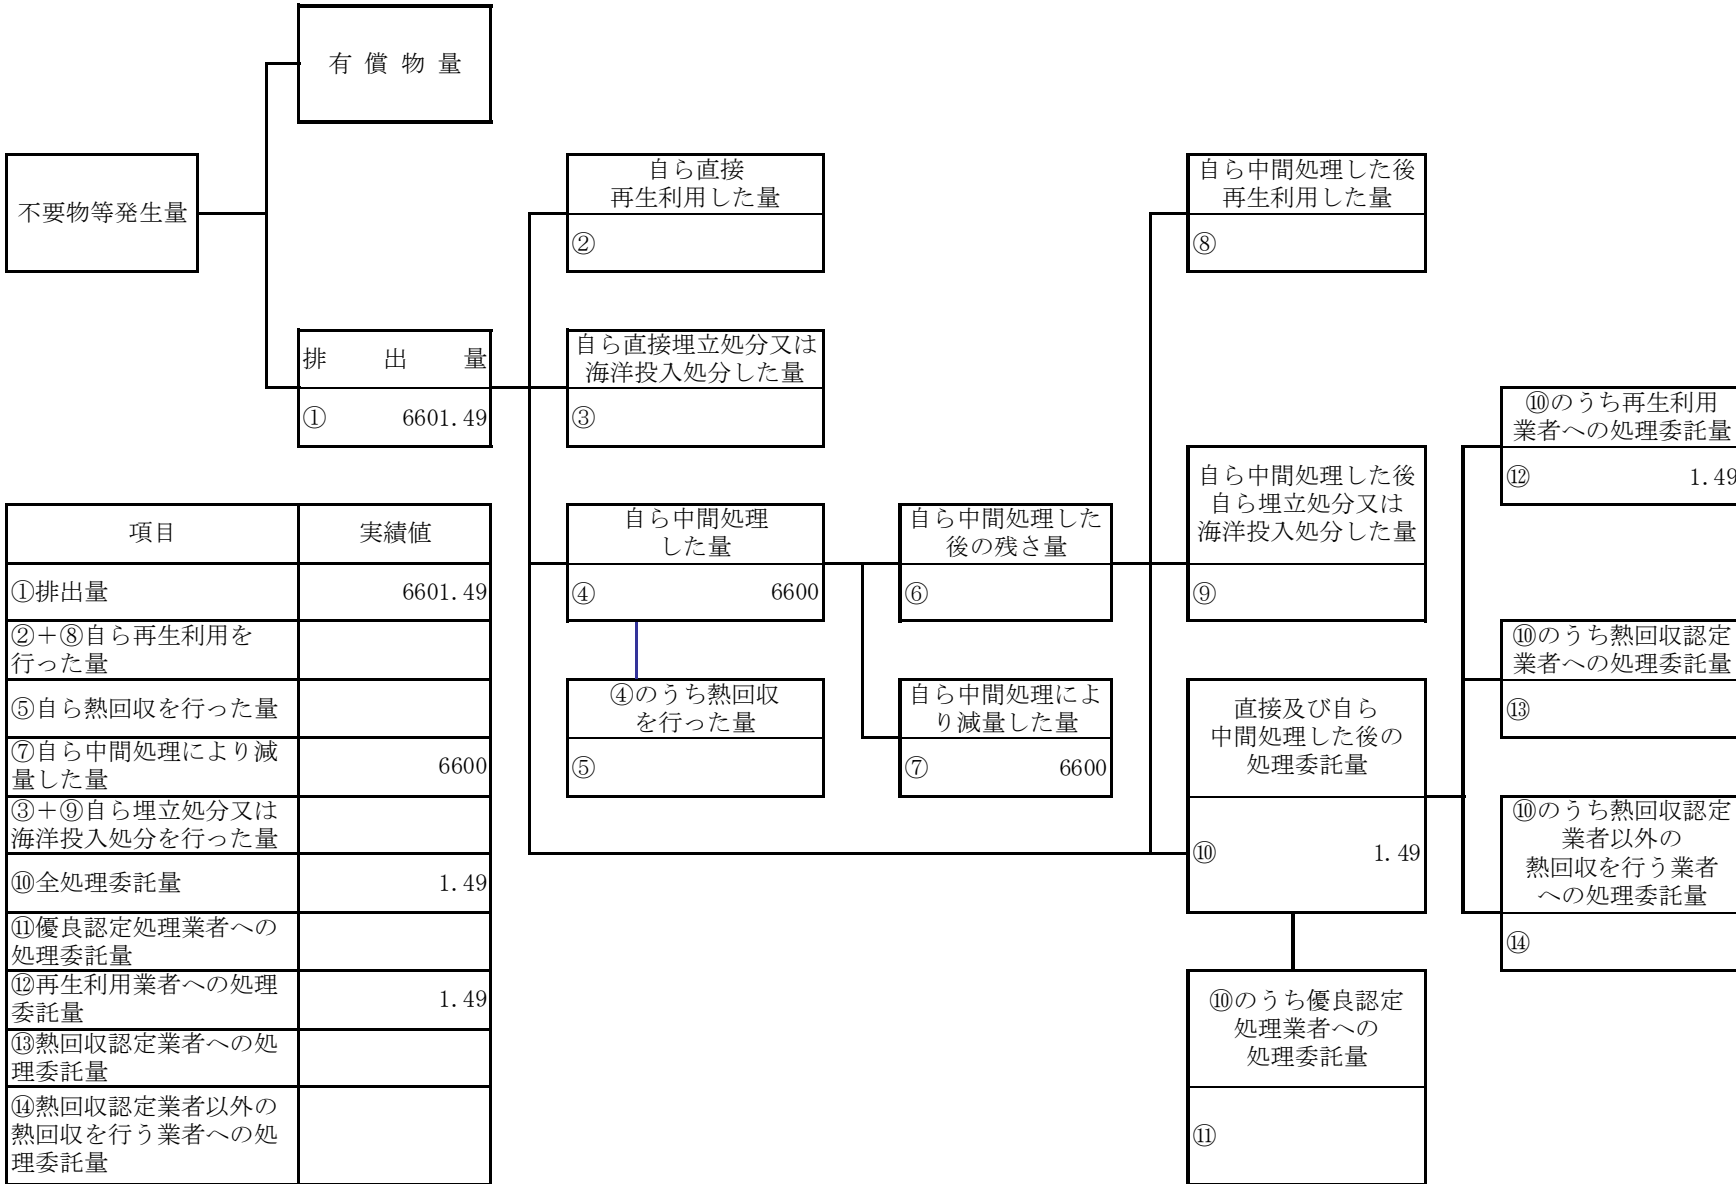 有 償 物 量
不要物等発生量
自ら直接
再生利用した量
②
自ら中間処理した後
再生利用した量
⑧
排 出 量
① 6601.49
自ら直接埋立処分又は
海洋投入処分した量
③
⑩のうち再生利用
業者への処理委託量
⑫ 1.49
自ら中間処理
した量
④ 6600
自ら中間処理した
後の残さ量
⑥
自ら中間処理した後
自ら埋立処分又は
海洋投入処分した量
⑨
⑩のうち熱回収認定
業者への処理委託量
⑬
④のうち熱回収
を行った量
⑤
自ら中間処理によ
り減量した量
⑦ 6600
直接及び自ら
中間処理した後の
処理委託量
⑩ 1.49
⑩のうち熱回収認定
業者以外の
熱回収を行う業者
への処理委託量
⑭
⑩のうち優良認定
処理業者への
処理委託量
⑪
項目 実績値
①排出量 6601.49
②＋⑧自ら再生利用を
行った量
⑤自ら熱回収を行った量
⑦自ら中間処理により減
量した量 6600
③＋⑨自ら埋立処分又は
海洋投入処分を行った量
⑩全処理委託量 1.49
⑪優良認定処理業者への
処理委託量
⑫再生利用業者への処理
委託量 1.49
⑬熱回収認定業者への処
理委託量
⑭熱回収認定業者以外の
熱回収を行う業者への処
理委託量